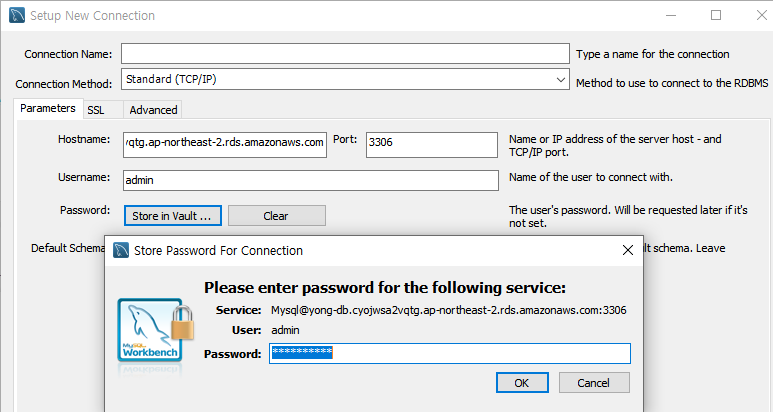 Setup New Connection
Connection Name:
Type a name for the connection
Connection Method: Standard (TCP/IP)
Method to use to connect to the RDBMS
Parameters SSL Advanced
Hostname: vqtg.ap-northeast-2.rds.amazonaws.com Port: 3306
Name or IP address of the server host - and
TCP/IP port.
Username: admin
Name of the user to connect with.
Password: Store in Vault ... Clear
The user's password. Will be requested later if it's
not set.
Default Schema
schema. Leave
Store Password For Connection
Please enter password for the following service:
Service: Mysql@yong-db.cyojwsa2vqtg.ap-northeast-2.rds.amazonaws.com:3306
User: admin
Password: **********
MySQL
Workbench
OK Cancel